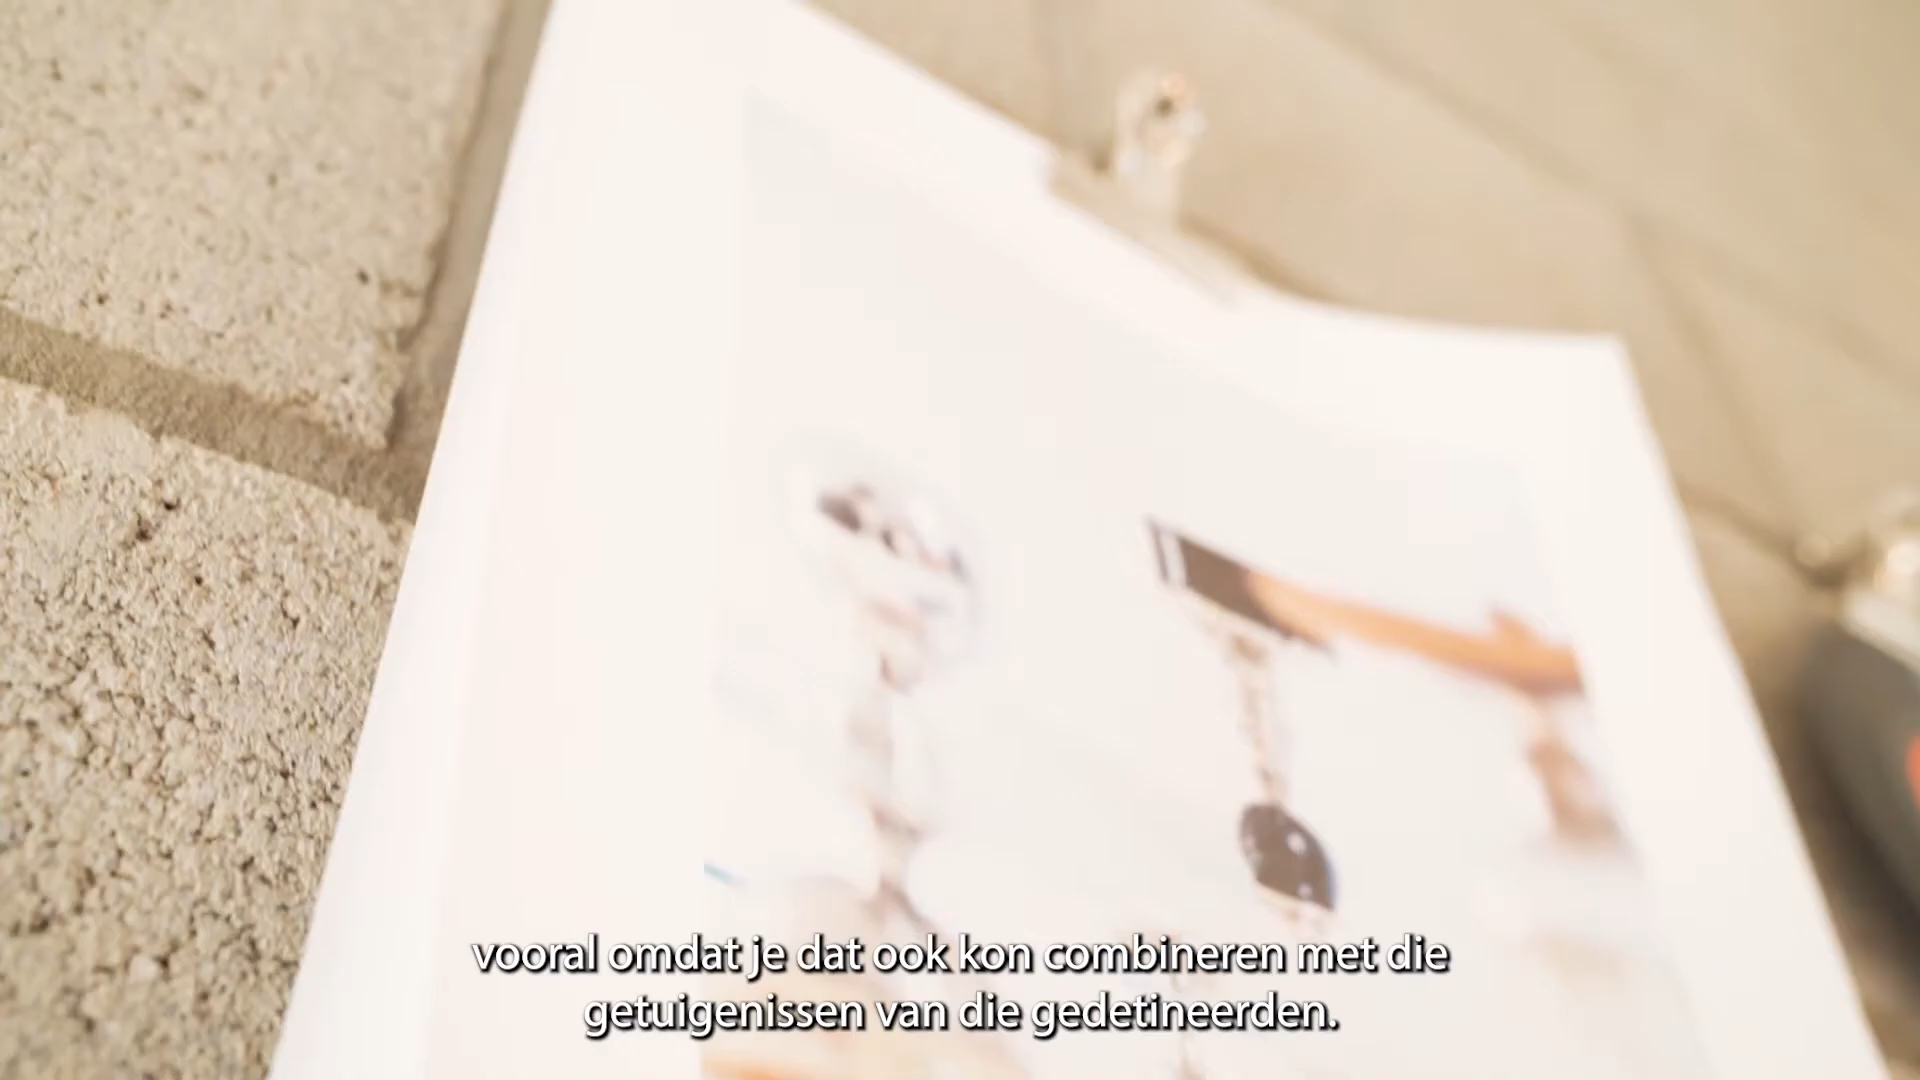 vooral omdat je dat ook kon combineren met die
getuigenissen van die gedetineerden.